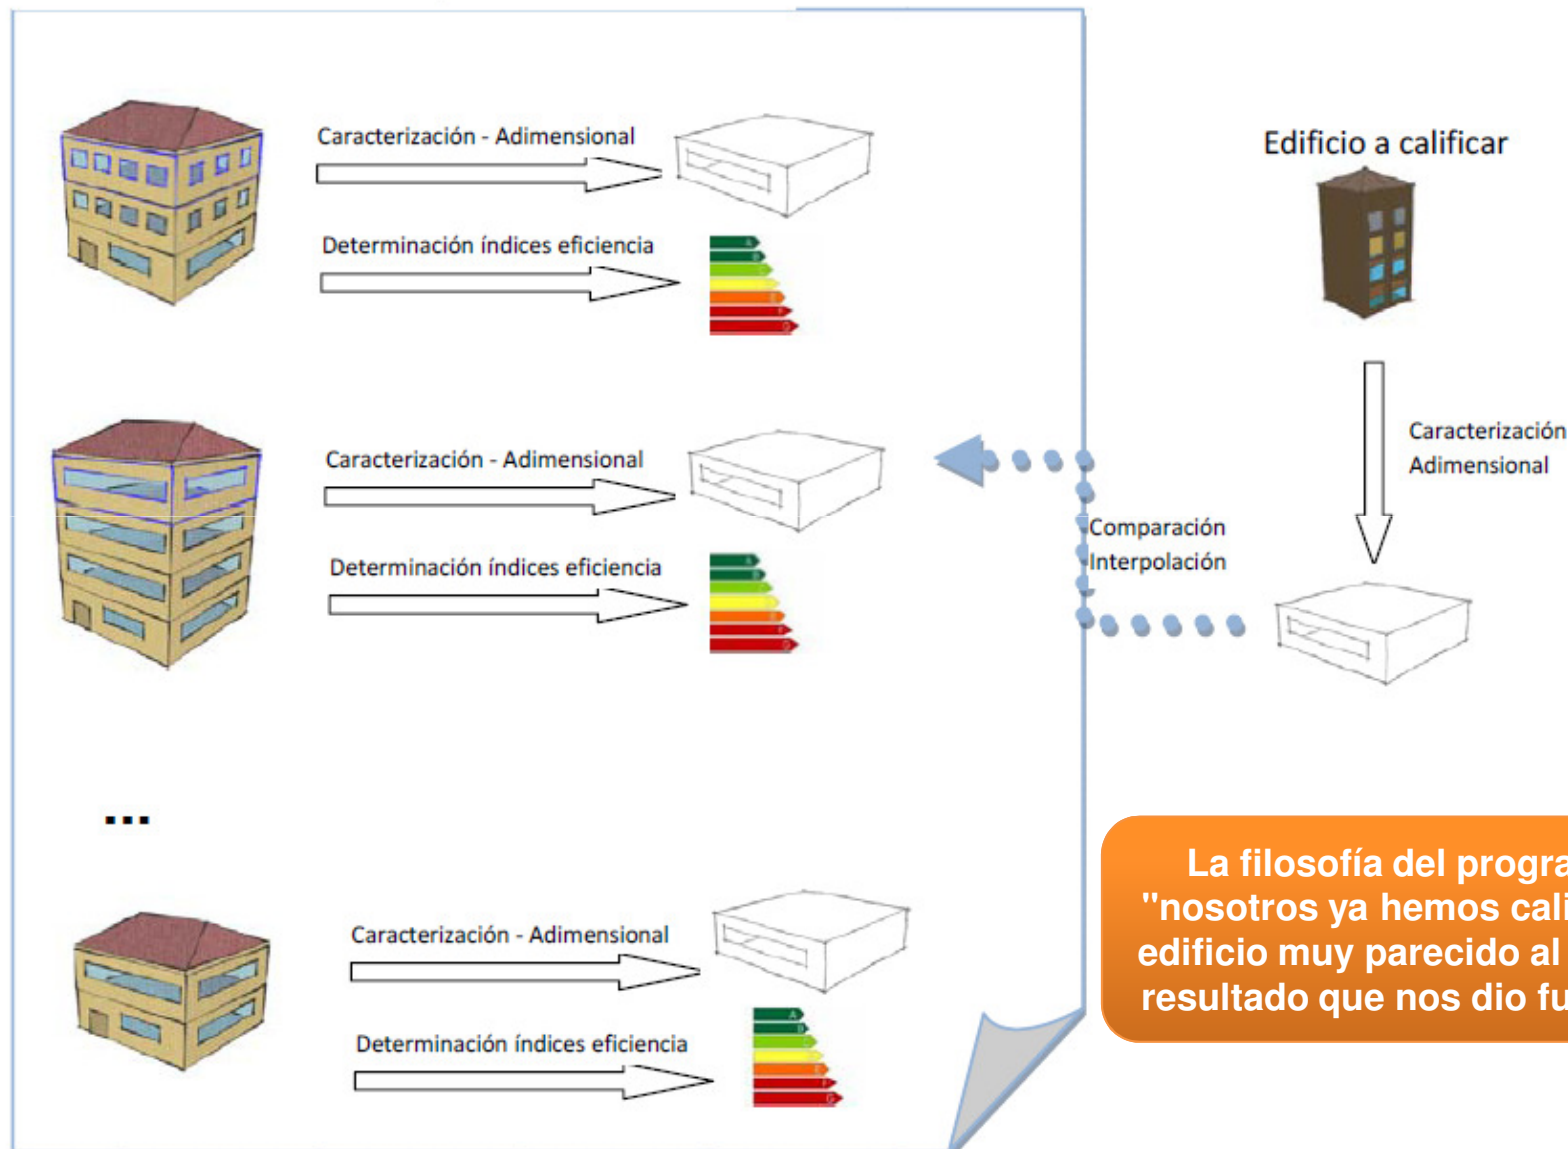 Caracterización - Adimensional
Determinación índices eficiencia
Edificio a calificar
Caracterización
Adimensional
Caracterización - Adimensional
Determinación índices eficiencia
Comparación
Interpolación
...
Caracterización - Adimensional
Determinación índices eficiencia
A
B
E
F
G
La filosofía del progra
"nosotros ya hemos cali
edificio muy parecido al
resultado que nos dio fu